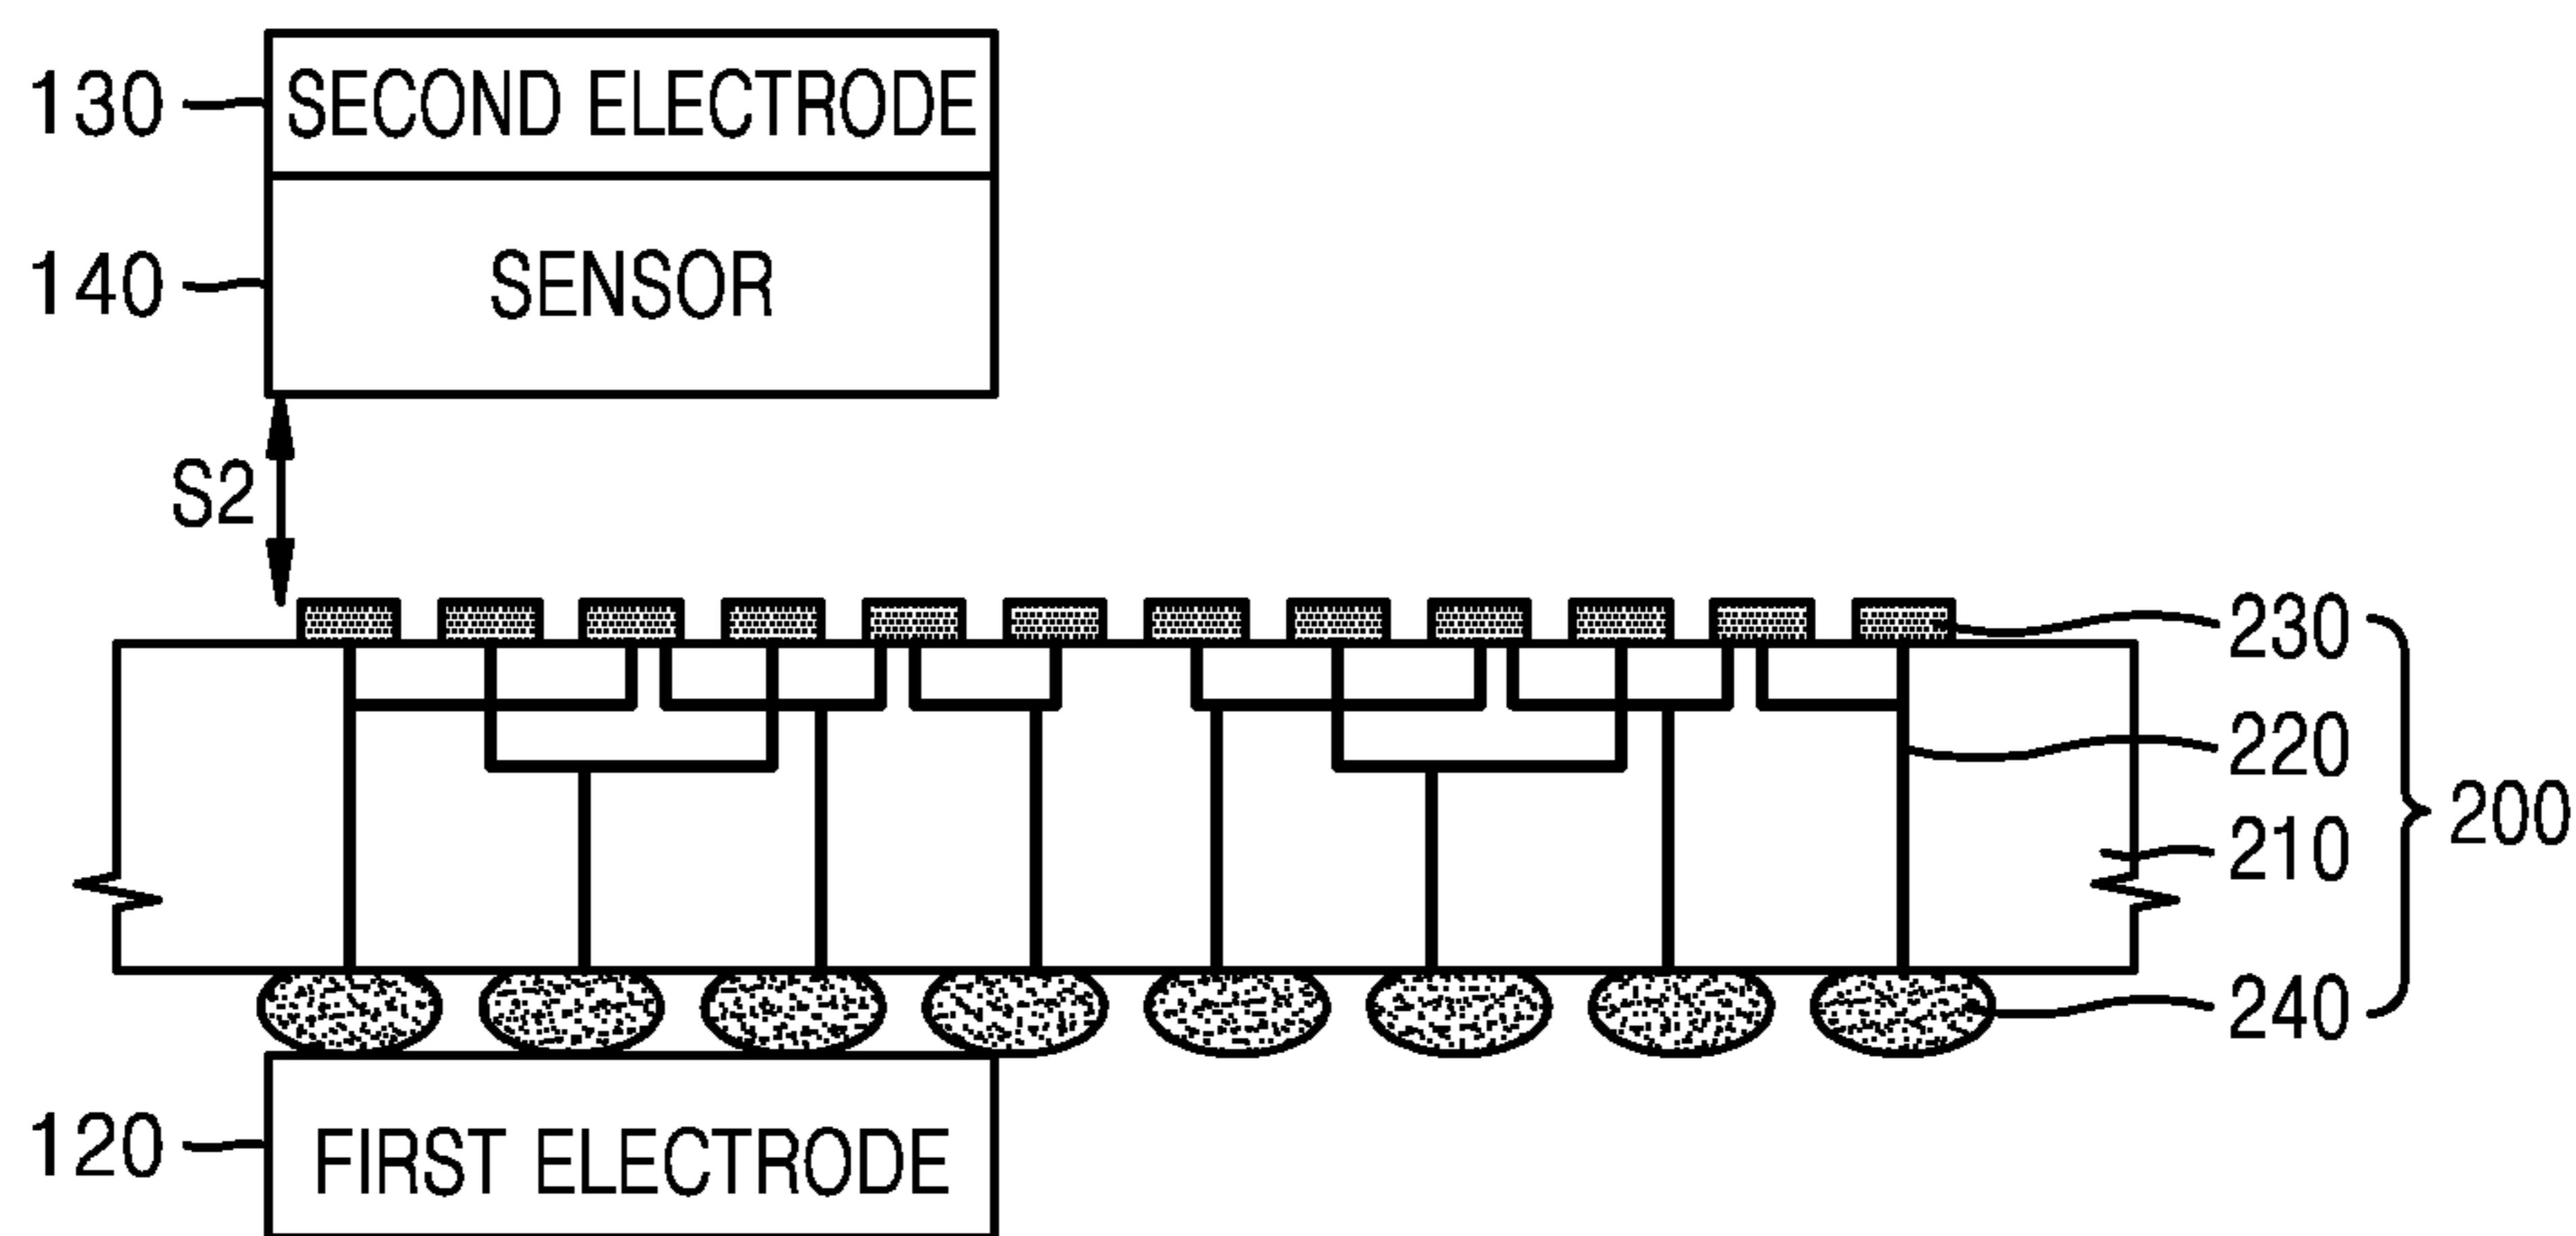 130 SECOND ELECTRODE
140 SENSOR
S2
230
220
200
210
240
120 FIRST ELECTRODE